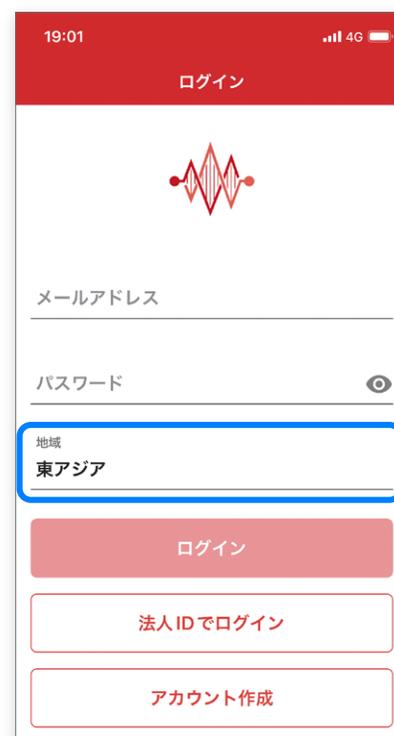 19:01
4G
ログイン
メールアドレス
パスワード
地域
東アジア
ログイン
法人IDでログイン
アカウント作成